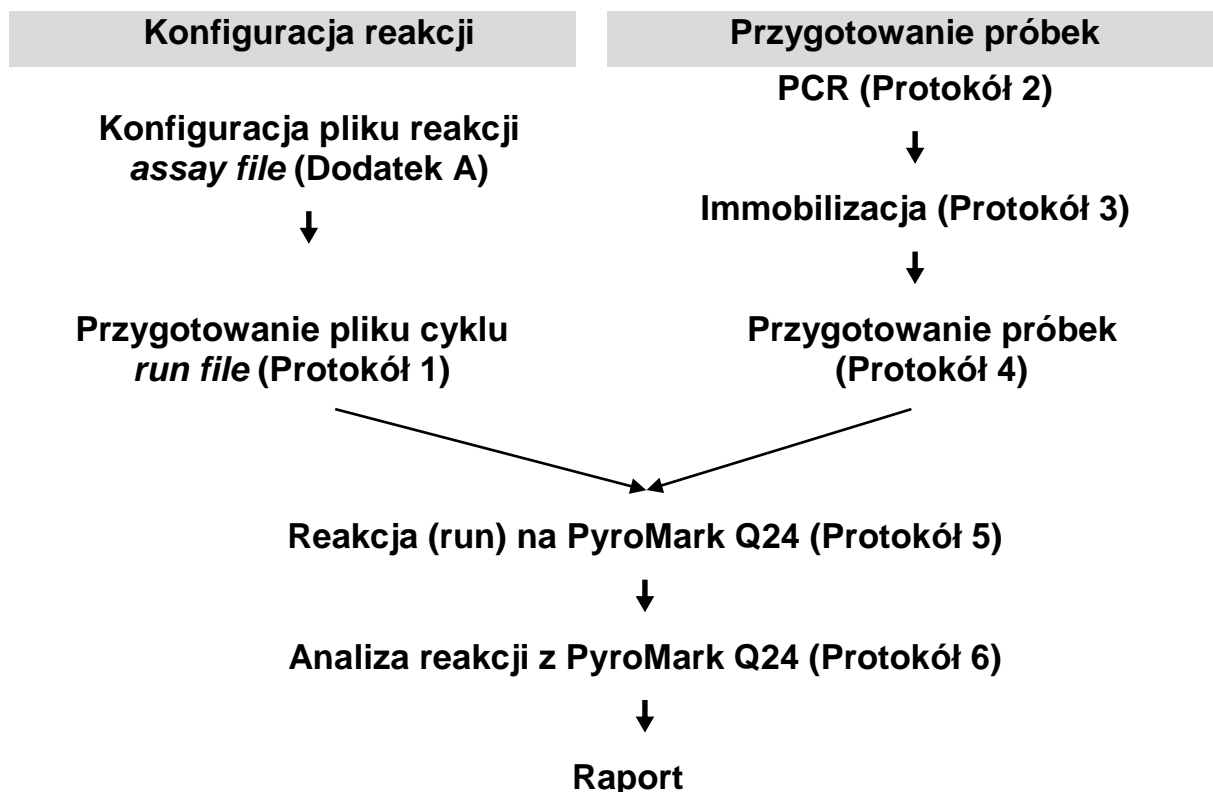 Konfiguracja reakcji
Konfiguracja pliku reakcji
assay file (Dodatek A)
Przygotowanie pliku cyklu
run file (Protokół 1)
Przygotowanie próbek
PCR (Protokół 2)
Immobilizacja (Protokół 3)
Przygotowanie próbek
(Protokół 4)
Reakcja (run) na PyroMark Q24 (Protokół 5)
Analiza reakcji z PyroMark Q24 (Protokół 6)
Raport